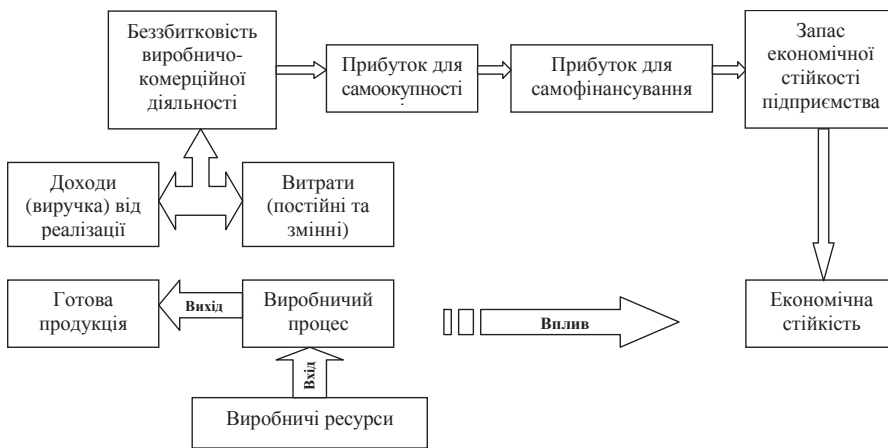 Беззбитковість
виробничо-
комерційної
діяльності
Прибуток для
самоокупності
Прибуток для
самофінансування
Запас
економічної
стійкості
підприємства
Доходи
(виручка) від
реалізації
Витрати
(постійні та
змінні)
Готова
продукція
Вихід
Виробничий
процес
Вплив
Економічна
стійкість
Вхід
Виробничі ресурси